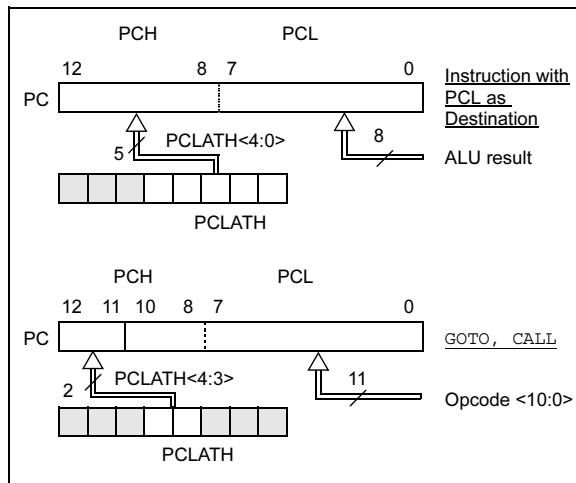 PCH PCL
12 8 7 0
PC
Instruction with
PCL as
Destination
5 PCLATH<4:0> 8
ALU result
PCLATH
PCH PCL
12 11 10 8 7 0
PC
GOTO, CALL
2 PCLATH<4:3> 11
Opcode <10:0>
PCLATH